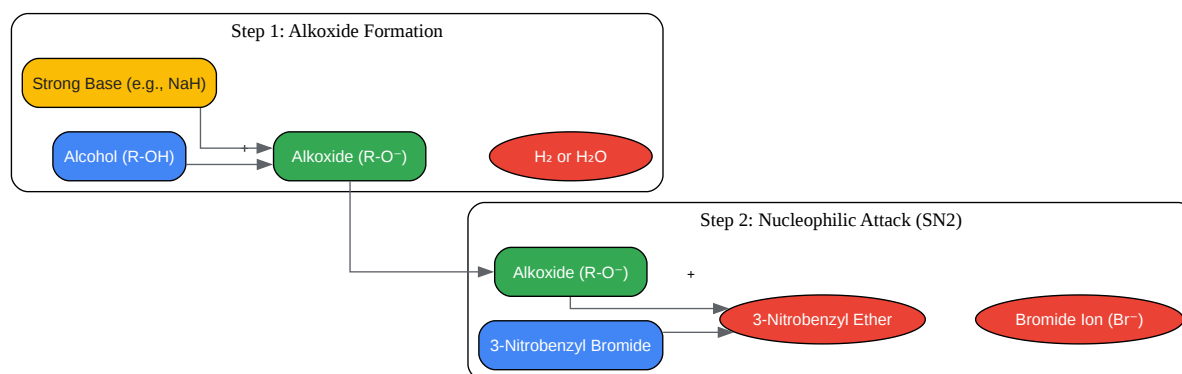 Step 1: Alkoxide Formation
Strong Base (e.g., NaH)
+
Alcohol (R-OH)
Alkoxide (R-O⁻)
H₂ or H₂O
Step 2: Nucleophilic Attack (SN2)
Alkoxide (R-O⁻)
+
3-Nitrobenzyl Bromide
3-Nitrobenzyl Ether
Bromide Ion (Br⁻)